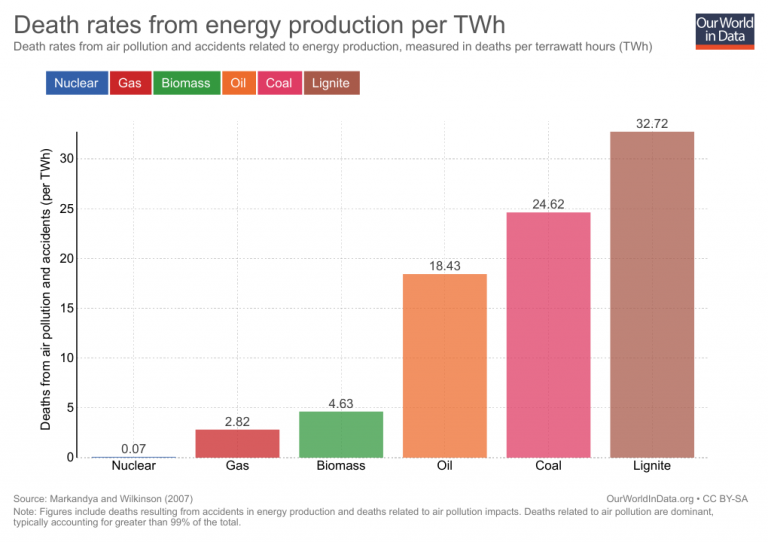 Death rates from energy production per TWh
Death rates from air pollution and accidents related to energy production, measured in deaths per terrawatt hours (TWh)
Our World
in Data
Nuclear Gas Biomass Oil Coal Lignite
Deaths from air pollution and accidents (per TWh)
30
25
20
15
10
5
0
0.07
2.82
4.63
18.43
24.62
32.72
Nuclear Gas Biomass Oil Coal Lignite
Source: Markandya and Wilkinson (2007)
OurWorldInData.org • CC BY-SA
Note: Figures include deaths resulting from accidents in energy production and deaths related to air pollution impacts. Deaths related to air pollution are dominant,
typically accounting for greater than 99% of the total.